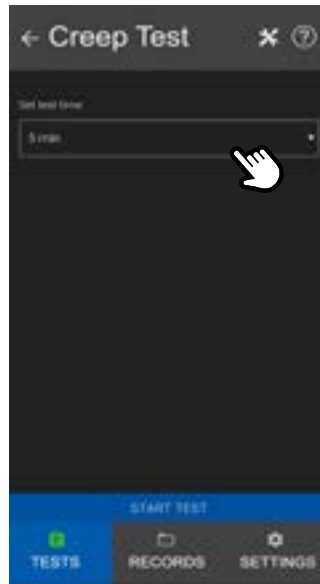 ← Creep Test
Set test time
5 min
START TEST
TESTS
RECORDS
SETTINGS